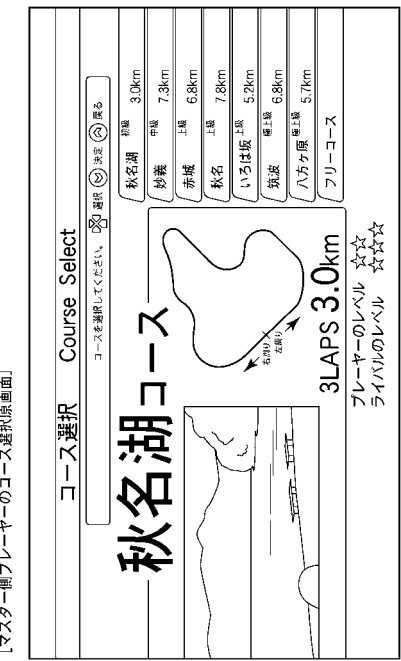 [マスター側プレーヤーのコース選択原画面]
コース選択 Course Select
コースを選択してください。 選択 決定 戻る
秋名湖コース
右周り
左周り
3LAPS 3.0km
プレーヤーのレベル ☆☆
ライバルのレベル ☆☆☆
秋名湖 初級 3.0km
妙義 中級 7.3km
赤城 上級 6.8km
秋名 上級 7.8km
いろは坂 上級 5.2km
筑波 極上級 6.8km
八方ヶ原 極上級 5.7km
フリーコース